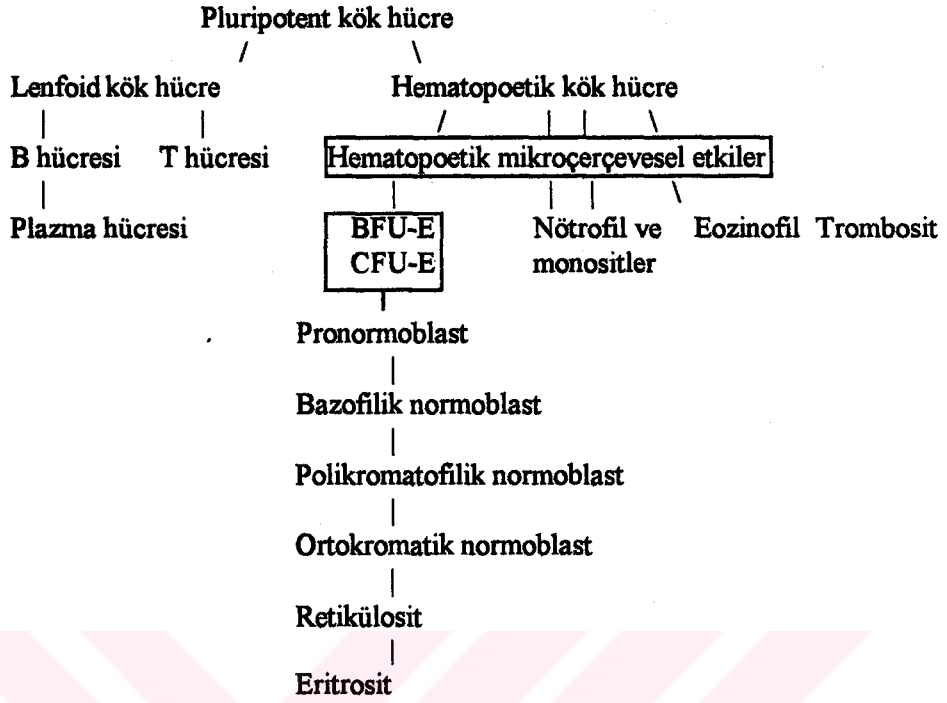 Pluripotent kök hücre
Lenfoid kök hücre Hematopoetik kök hücre
B hücresi T hücresi Hematopoetik mikroçerçevesel etkiler
Plazma hücresi BFU-E Nötrofil ve Eozinofil Trombosit
CFU-E monositler
Pronormoblast
Bazofilik normoblast
Polikromatofilik normoblast
Ortokromatik normoblast
Retikülosit
Eritrosit